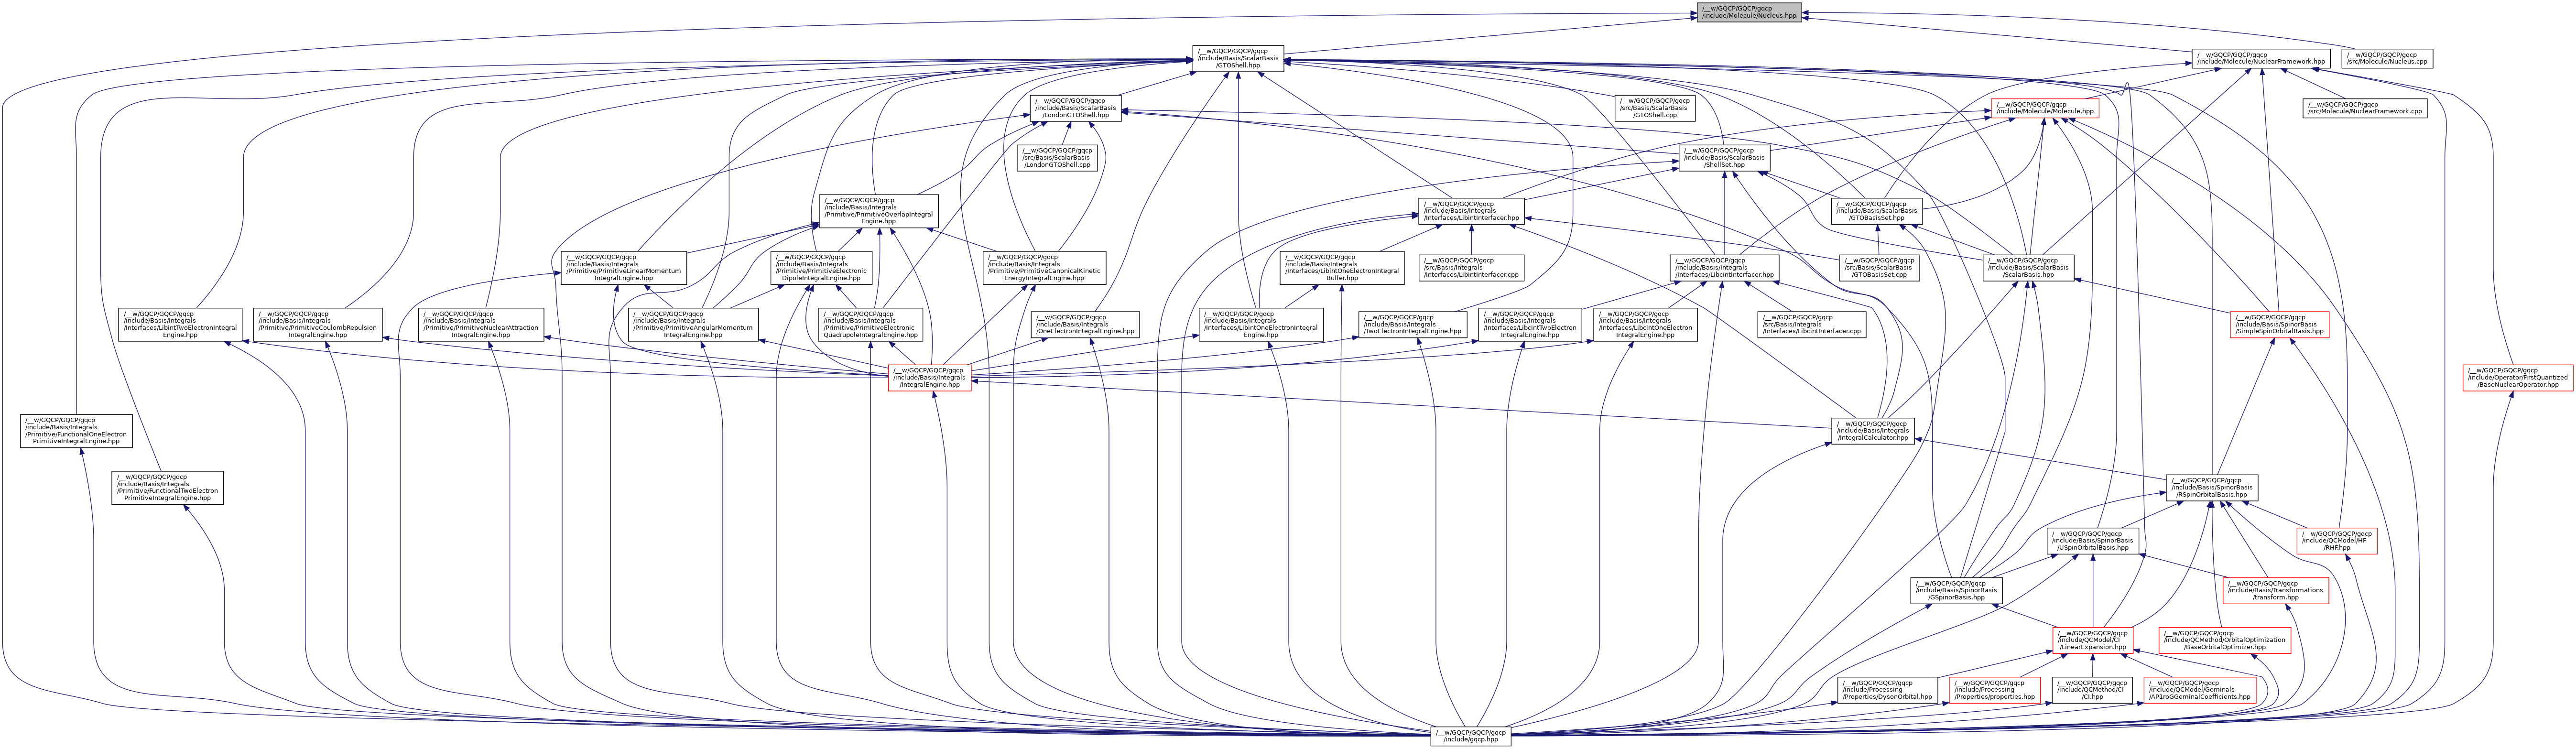 /__w/GQCP/GQCP/gqcp
/include/Molecule/Nucleus.hpp
/__w/GQCP/GQCP/gqcp
/include/Basis/ScalarBasis
/GTOShell.hpp
/__w/GQCP/GQCP/gqcp
/include/Molecule/NuclearFramework.hpp
/__w/GQCP/GQCP/gqcp
/src/Molecule/Nucleus.cpp
/__w/GQCP/GQCP/gqcp
/include/Basis/ScalarBasis
/LondonGTOShell.hpp
/__w/GQCP/GQCP/gqcp
/src/Basis/ScalarBasis
/GTOShell.cpp
/__w/GQCP/GQCP/gqcp
/include/Molecule/Molecule.hpp
/__w/GQCP/GQCP/gqcp
/src/Molecule/NuclearFramework.cpp
/__w/GQCP/GQCP/gqcp
/src/Basis/ScalarBasis
/LondonGTOShell.cpp
/__w/GQCP/GQCP/gqcp
/include/Basis/ScalarBasis
/ShellSet.hpp
/__w/GQCP/GQCP/gqcp
/include/Basis/Integrals
/Primitive/PrimitiveOverlapIntegral
Engine.hpp
/__w/GQCP/GQCP/gqcp
/include/Basis/Integrals
/Interfaces/LibintInterfacer.hpp
/__w/GQCP/GQCP/gqcp
/include/Basis/ScalarBasis
/GTOBasisSet.hpp
/__w/GQCP/GQCP/gqcp
/include/Basis/Integrals
/Primitive/PrimitiveLinearMomentum
IntegralEngine.hpp
/__w/GQCP/GQCP/gqcp
/include/Basis/Integrals
/Primitive/PrimitiveElectronic
DipoleIntegralEngine.hpp
/__w/GQCP/GQCP/gqcp
/include/Basis/Integrals
/Primitive/PrimitiveCanonicalKinetic
EnergyIntegralEngine.hpp
/__w/GQCP/GQCP/gqcp
/include/Basis/Integrals
/Interfaces/LibintOneElectronIntegral
Buffer.hpp
/__w/GQCP/GQCP/gqcp
/src/Basis/Integrals
/Interfaces/LibintInterfacer.cpp
/__w/GQCP/GQCP/gqcp
/include/Basis/Integrals
/Interfaces/LibcintInterfacer.hpp
/__w/GQCP/GQCP/gqcp
/src/Basis/ScalarBasis
/GTOBasisSet.cpp
/__w/GQCP/GQCP/gqcp
/include/Basis/ScalarBasis
/ScalarBasis.hpp
/__w/GQCP/GQCP/gqcp
/include/Basis/Integrals
/Interfaces/LibintTwoElectronIntegral
Engine.hpp
/__w/GQCP/GQCP/gqcp
/include/Basis/Integrals
/Primitive/PrimitiveCoulombRepulsion
IntegralEngine.hpp
/__w/GQCP/GQCP/gqcp
/include/Basis/Integrals
/Primitive/PrimitiveNuclearAttraction
IntegralEngine.hpp
/__w/GQCP/GQCP/gqcp
/include/Basis/Integrals
/Primitive/PrimitiveAngularMomentum
IntegralEngine.hpp
/__w/GQCP/GQCP/gqcp
/include/Basis/Integrals
/Primitive/PrimitiveElectronic
QuadrupoleIntegralEngine.hpp
/__w/GQCP/GQCP/gqcp
/include/Basis/Integrals
/OneElectronIntegralEngine.hpp
/__w/GQCP/GQCP/gqcp
/include/Basis/Integrals
/Interfaces/LibintOneElectronIntegral
Engine.hpp
/__w/GQCP/GQCP/gqcp
/include/Basis/Integrals
/TwoElectronIntegralEngine.hpp
/__w/GQCP/GQCP/gqcp
/include/Basis/Integrals
/Interfaces/LibcintTwoElectron
IntegralEngine.hpp
/__w/GQCP/GQCP/gqcp
/include/Basis/Integrals
/Interfaces/LibcintOneElectron
IntegralEngine.hpp
/__w/GQCP/GQCP/gqcp
/src/Basis/Integrals
/Interfaces/LibcintInterfacer.cpp
/__w/GQCP/GQCP/gqcp
/include/Basis/SpinorBasis
/SimpleSpinOrbitalBasis.hpp
/__w/GQCP/GQCP/gqcp
/include/Basis/Integrals
/IntegralEngine.hpp
/__w/GQCP/GQCP/gqcp
/include/Operator/FirstQuantized
/BaseNuclearOperator.hpp
/__w/GQCP/GQCP/gqcp
/include/Basis/Integrals
/Primitive/FunctionalOneElectron
PrimitiveIntegralEngine.hpp
/__w/GQCP/GQCP/gqcp
/include/Basis/Integrals
/IntegralCalculator.hpp
/__w/GQCP/GQCP/gqcp
/include/Basis/Integrals
/Primitive/FunctionalTwoElectron
PrimitiveIntegralEngine.hpp
/__w/GQCP/GQCP/gqcp
/include/Basis/SpinorBasis
/RSpinOrbitalBasis.hpp
/__w/GQCP/GQCP/gqcp
/include/Basis/SpinorBasis
/USpinOrbitalBasis.hpp
/__w/GQCP/GQCP/gqcp
/include/QCModel/HF
/RHF.hpp
/__w/GQCP/GQCP/gqcp
/include/Basis/SpinorBasis
/GSpinorBasis.hpp
/__w/GQCP/GQCP/gqcp
/include/Basis/Transformations
/transform.hpp
/__w/GQCP/GQCP/gqcp
/include/QCModel/CI
/LinearExpansion.hpp
/__w/GQCP/GQCP/gqcp
/include/QCMethod/OrbitalOptimization
/BaseOrbitalOptimizer.hpp
/__w/GQCP/GQCP/gqcp
/include/Processing
/Properties/DysonOrbital.hpp
/__w/GQCP/GQCP/gqcp
/include/Processing
/Properties/properties.hpp
/__w/GQCP/GQCP/gqcp
/include/QCMethod/CI
/CI.hpp
/__w/GQCP/GQCP/gqcp
/include/QCModel/Geminals
/AP1roGGeminalCoefficients.hpp
/__w/GQCP/GQCP/gqcp
/include/gqcp.hpp